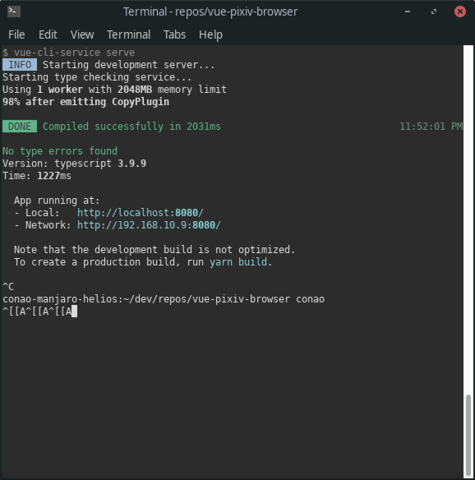 Terminal - repos/vue-pixiv-browser
File Edit View Terminal Tabs Help
$ vue-cli-service serve
INFO Starting development server...
Starting type checking service...
Using 1 worker with 2048MB memory limit
98% after emitting CopyPlugin
DONE Compiled successfully in 2031ms 11:52:01 PM
No type errors found
Version: typescript 3.9.9
Time: 1227ms
App running at:
- Local: http://localhost:8080/
- Network: http://192.168.10.9:8080/
Note that the development build is not optimized.
To create a production build, run yarn build.
^C
conao-manjaro-helios:~/dev/repos/vue-pixiv-browser conao
^[[A^[[A^[[A